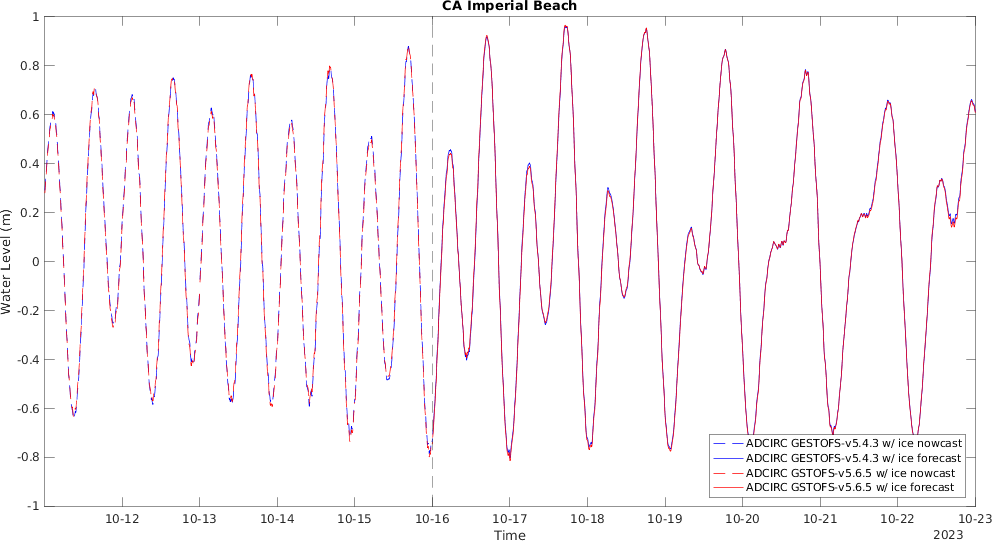 CA Imperial Beach
1
0.8
0.6
0.4
0.2
0
-0.2
-0.4
-0.6
-0.8
-1
Water Level (m)
ADCIRC GESTOFS-v5.4.3 w/ ice nowcast
ADCIRC GESTOFS-v5.4.3 w/ ice forecast
ADCIRC GSTOFS-v5.6.5 w/ ice nowcast
ADCIRC GSTOFS-v5.6.5 w/ ice forecast
10-12 10-13 10-14 10-15 10-16 10-17 10-18 10-19 10-20 10-21 10-22 10-23
Time
2023